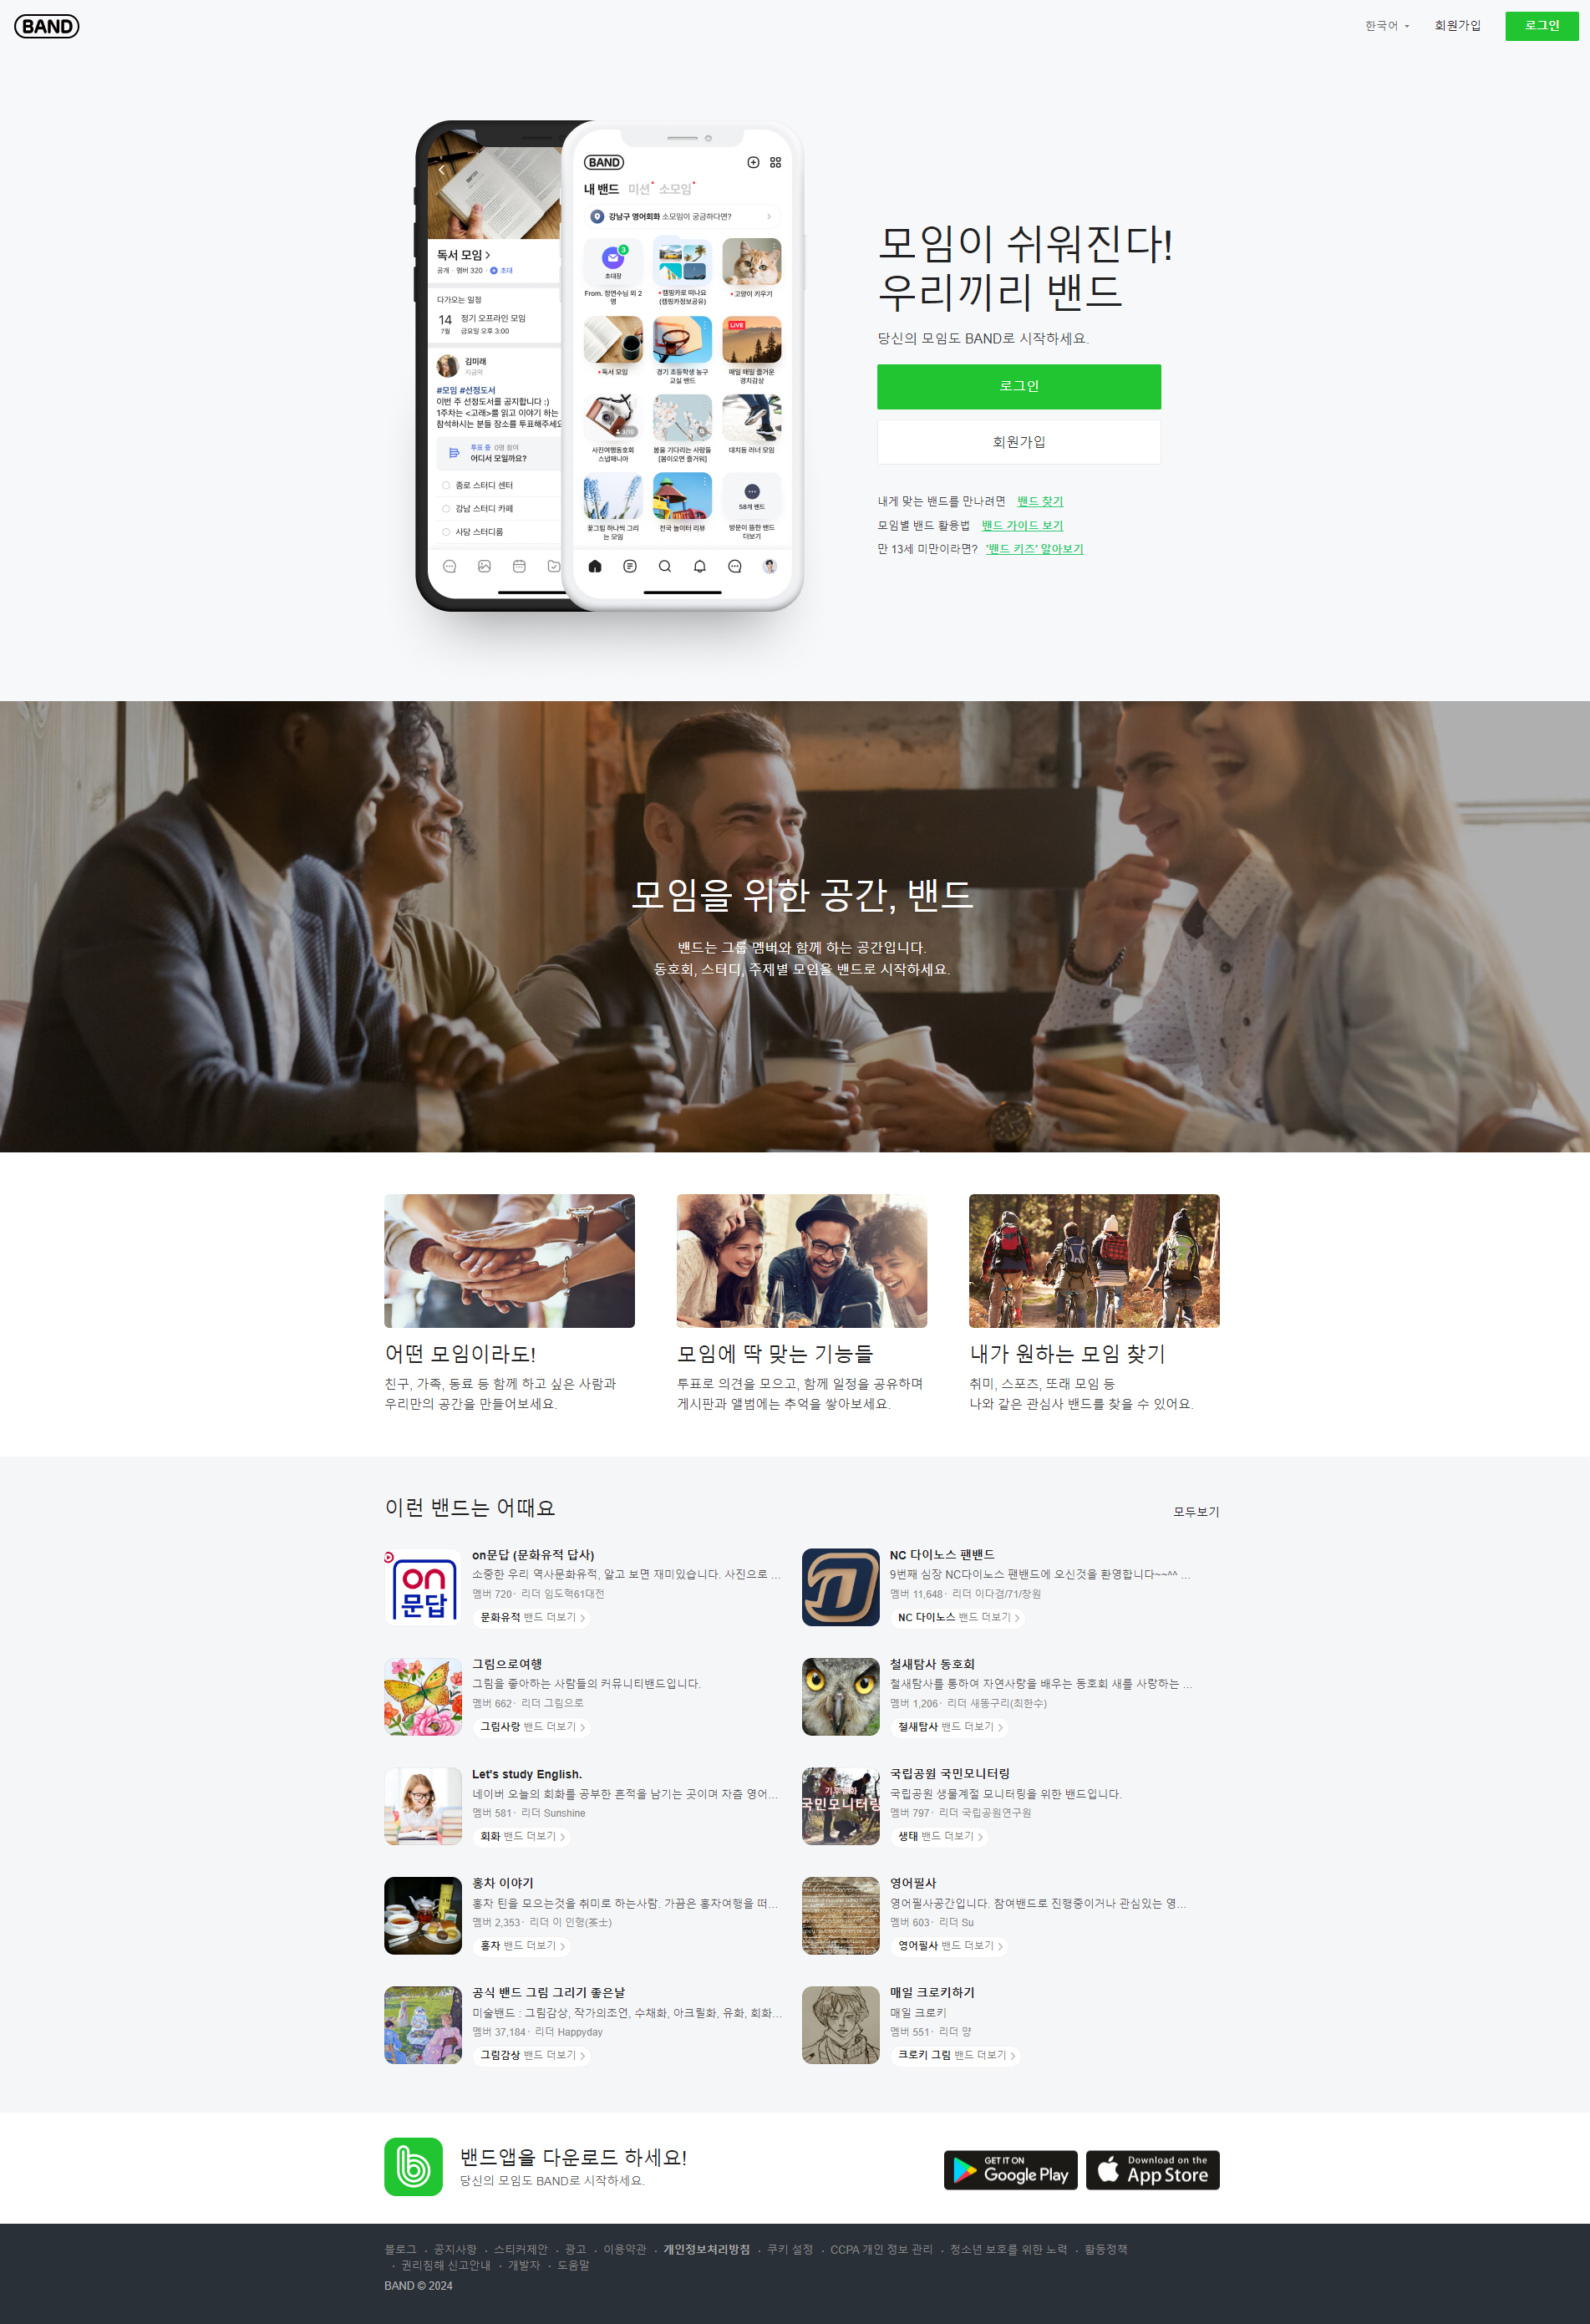 BAND
한국어
회원가입
로그인
독서 모임
공개 · 멤버 320 · 초대
다가오는 일정
14
7월
정기 오프라인 모임
금요일 오후 3:00
김미래
지금막
#모임 #선정도서
이번 주 선정도서를 공지합니다 :)
1주차는 <고래>를 읽고 이야기 하는
참석하시는 분들 장소를 투표해주세요
투표 중 0명 참여
어디서 모일까요?
종로 스터디 센터
강남 스터디 카페
사당 스터디룸
BAND
내 밴드 미션 소모임
강남구 영어회화 소모임이 궁금하다면?
3
초대장
From. 정연수님 외 2
명
캠핑카로 떠나요
(캠핑카정보공유)
고양이 키우기
LIVE
독서 모임
경기 초등학생 농구
교실 밴드
매일 매일 즐거운
경치감상
3/10
사진여행동호회
스냅매니아
봄을 기다리는 사람들
[봄이오면 즐거워]
대치동 러너 모임
58개 밴드
꽃그림 하나씩 그리
는 모임
전국 놀이터 리뷰
방문이 뜸한 밴드
더보기
모임이 쉬워진다!
우리끼리 밴드
당신의 모임도 BAND로 시작하세요.
로그인
회원가입
내게 맞는 밴드를 만나려면 밴드 찾기
모임별 밴드 활용법 밴드 가이드 보기
만 13세 미만이라면? '밴드 키즈' 알아보기
모임을 위한 공간, 밴드
밴드는 그룹 멤버와 함께 하는 공간입니다.
동호회, 스터디, 주제별 모임을 밴드로 시작하세요.
어떤 모임이라도!
친구, 가족, 동료 등 함께 하고 싶은 사람과
우리만의 공간을 만들어보세요.
모임에 딱 맞는 기능들
투표로 의견을 모으고, 함께 일정을 공유하며
게시판과 앨범에는 추억을 쌓아보세요.
내가 원하는 모임 찾기
취미, 스포츠, 또래 모임 등
나와 같은 관심사 밴드를 찾을 수 있어요.
이런 밴드는 어때요
모두보기
on
문답
on문답 (문화유적 답사)
소중한 우리 역사문화유적, 알고 보면 재미있습니다. 사진으로 ...
멤버 720 · 리더 임도혁61대전
문화유적 밴드 더보기
NC 다이노스 팬밴드
9번째 심장 NC다이노스 팬밴드에 오신것을 환영합니다~~^^ ...
멤버 11,648 · 리더 이다겸/71/창원
NC 다이노스 밴드 더보기
그림으로여행
그림을 좋아하는 사람들의 커뮤니티밴드입니다.
멤버 662 · 리더 그림으로
그림사랑 밴드 더보기
철새탐사 동호회
철새탐사를 통하여 자연사랑을 배우는 동호회 새를 사랑하는 ...
멤버 1,206 · 리더 새똥구리(최한수)
철새탐사 밴드 더보기
Let's study English.
네이버 오늘의 회화를 공부한 흔적을 남기는 곳이며 차츰 영어...
멤버 581 · 리더 Sunshine
회화 밴드 더보기
국민모니터링
국립공원 국민모니터링
국립공원 생물계절 모니터링을 위한 밴드입니다.
멤버 797 · 리더 국립공원연구원
생태 밴드 더보기
홍차 이야기
홍차 틴을 모으는것을 취미로 하는사람. 가끔은 홍차여행을 떠...
멤버 2,353 · 리더 이 인형(茶士)
홍차 밴드 더보기
영어필사
영어필사공간입니다. 참여밴드로 진행중이거나 관심있는 영...
멤버 603 · 리더 Su
영어필사 밴드 더보기
공식 밴드 그림 그리기 좋은날
미술밴드 : 그림감상, 작가의조언, 수채화, 아크릴화, 유화, 회화...
멤버 37,184 · 리더 Happyday
그림감상 밴드 더보기
매일 크로키하기
매일 크로키
멤버 551 · 리더 먕
크로키 그림 밴드 더보기
밴드앱을 다운로드 하세요!
당신의 모임도 BAND로 시작하세요.
GET IT ON
Google Play
Download on the
App Store
블로그 · 공지사항 · 스티커제안 · 광고 · 이용약관 · 개인정보처리방침 · 쿠키 설정 · CCPA 개인 정보 관리 · 청소년 보호를 위한 노력 · 활동정책
· 권리침해 신고안내 · 개발자 · 도움말
BAND © 2024